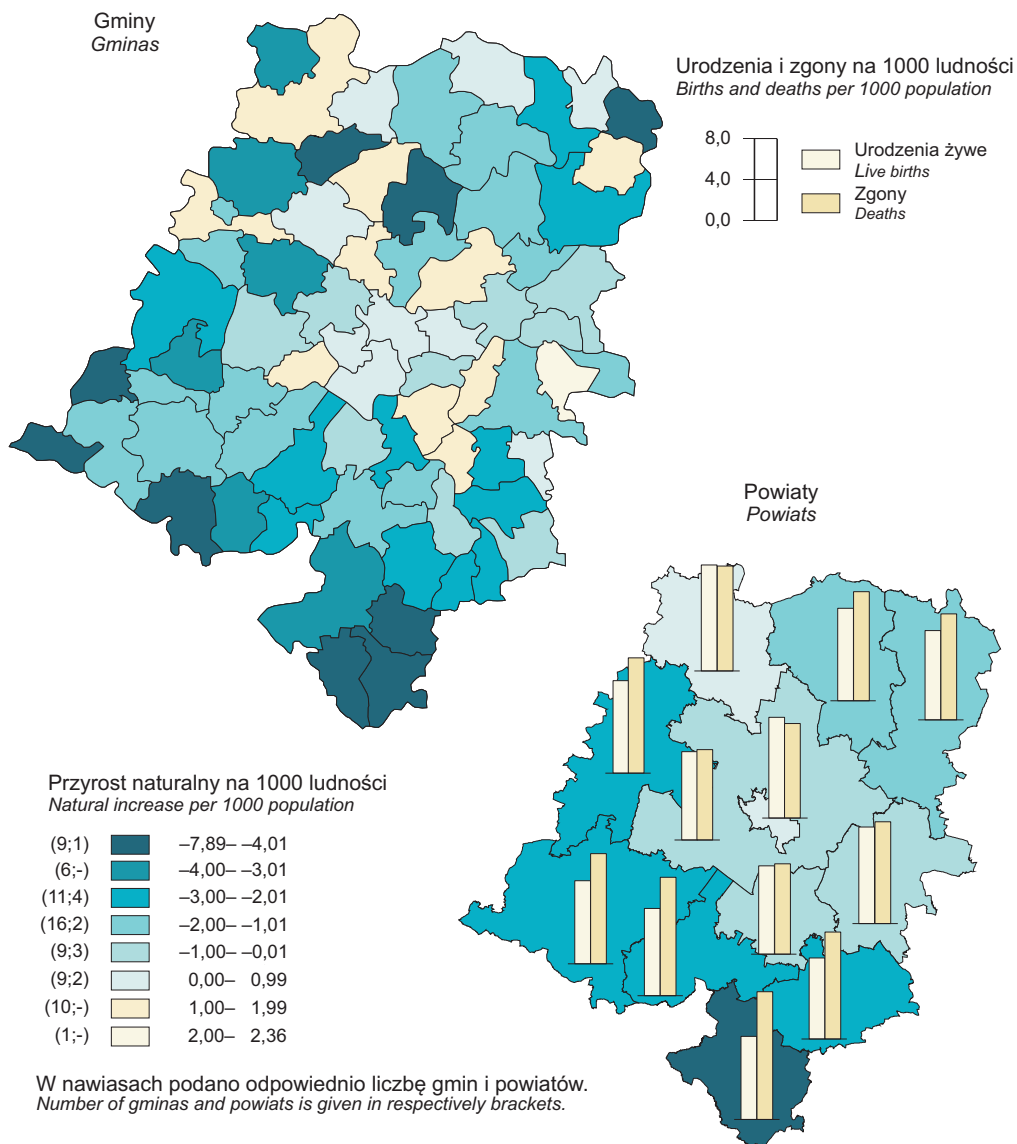 Gminy
Gminas
Urodzenia i zgony na 1000 ludności
Births and deaths per 1000 population
8,0
4,0
0,0
Urodzenia żywe
Live births
Zgony
Deaths
Powiaty
Powiats
Przyrost naturalny na 1000 ludności
Natural increase per 1000 population
(9;1) –7,89– –4,01
(6;-) –4,00– –3,01
(11;4) –3,00– –2,01
(16;2) –2,00– –1,01
(9;3) –1,00– –0,01
(9;2) 0,00– 0,99
(10;-) 1,00– 1,99
(1;-) 2,00– 2,36
W nawiasach podano odpowiednio liczbę gmin i powiatów.
Number of gminas and powiats is given in respectively brackets.